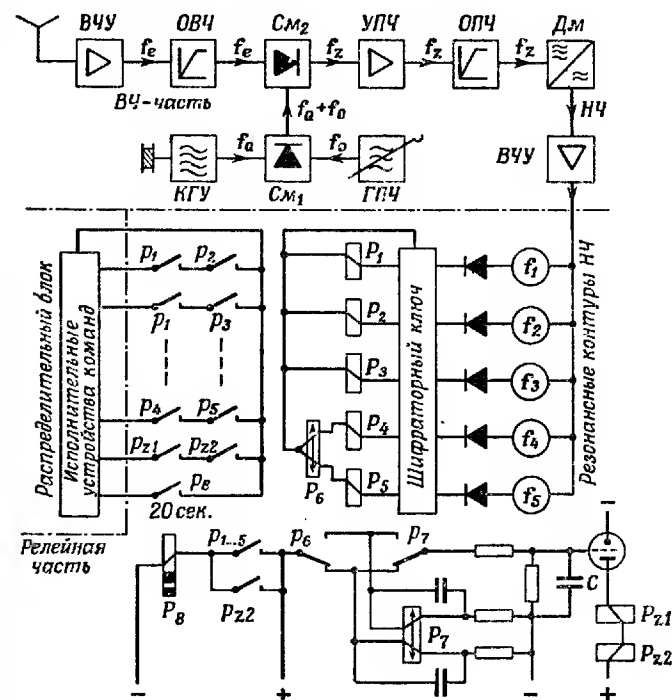 ВЧУ ОВЧ См₂ УПЧ ОПЧ Дм
fe fe fz fz fz
ВЧ-часть fa+fo НЧ
fa fo ВЧУ
КГУ См₁ ГПЧ
Распределительный блок
Исполнительные устройства команд
p₁ p₂
p₁ p₃
p₄ p₅
pz1 pz2
p₈
20 сек.
P₁
P₂
P₃
P₄
P₅
P₆
Шифраторный ключ
f₁
f₂
f₃
f₄
f₅
Резонансные контуры НЧ
Релейная часть
p₁...₅ p₆ p₇
pz2
P₈ P₇ C
Pz1
Pz2
−
− + − +